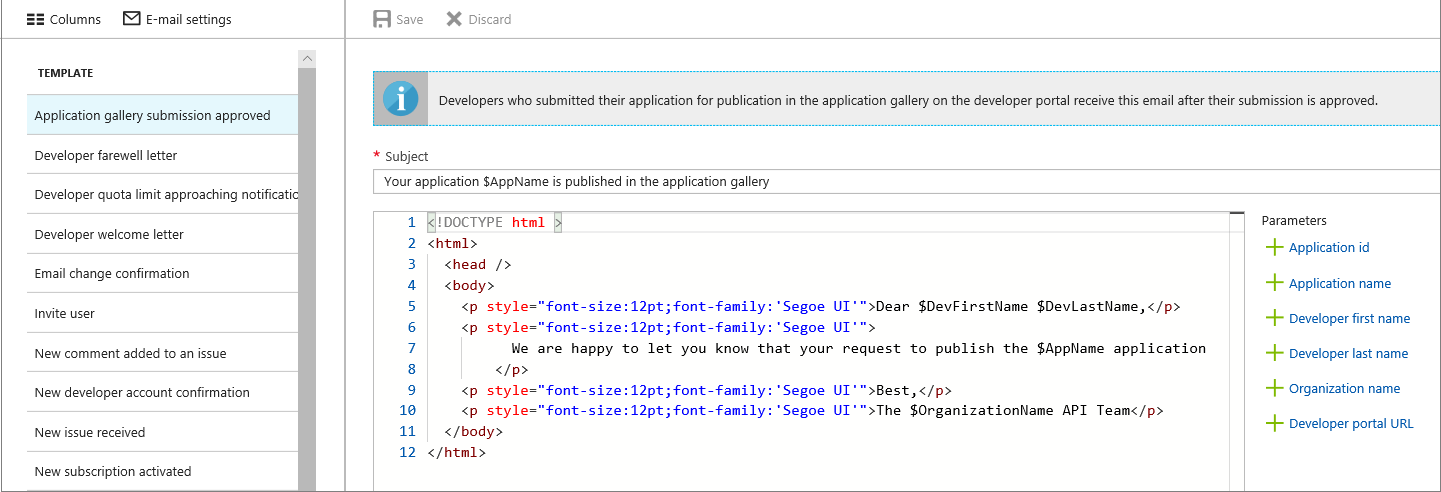 Columns E-mail settings
Save Discard
TEMPLATE
Application gallery submission approved
Developer farewell letter
Developer quota limit approaching notificatio
Developer welcome letter
Email change confirmation
Invite user
New comment added to an issue
New developer account confirmation
New issue received
New subscription activated
Developers who submitted their application for publication in the application gallery on the developer portal receive this email after their submission is approved.
* Subject
Your application $AppName is published in the application gallery
1 <!DOCTYPE html >
2 <html>
3 <head />
4 <body>
5 <p style="font-size:12pt;font-family:'Segoe UI'">Dear $DevFirstName $DevLastName,</p>
6 <p style="font-size:12pt;font-family:'Segoe UI'">
7 We are happy to let you know that your request to publish the $AppName application
8 </p>
9 <p style="font-size:12pt;font-family:'Segoe UI'">Best,</p>
10 <p style="font-size:12pt;font-family:'Segoe UI'">The $OrganizationName API Team</p>
11 </body>
12 </html>
Parameters
Application id
Application name
Developer first name
Developer last name
Organization name
Developer portal URL